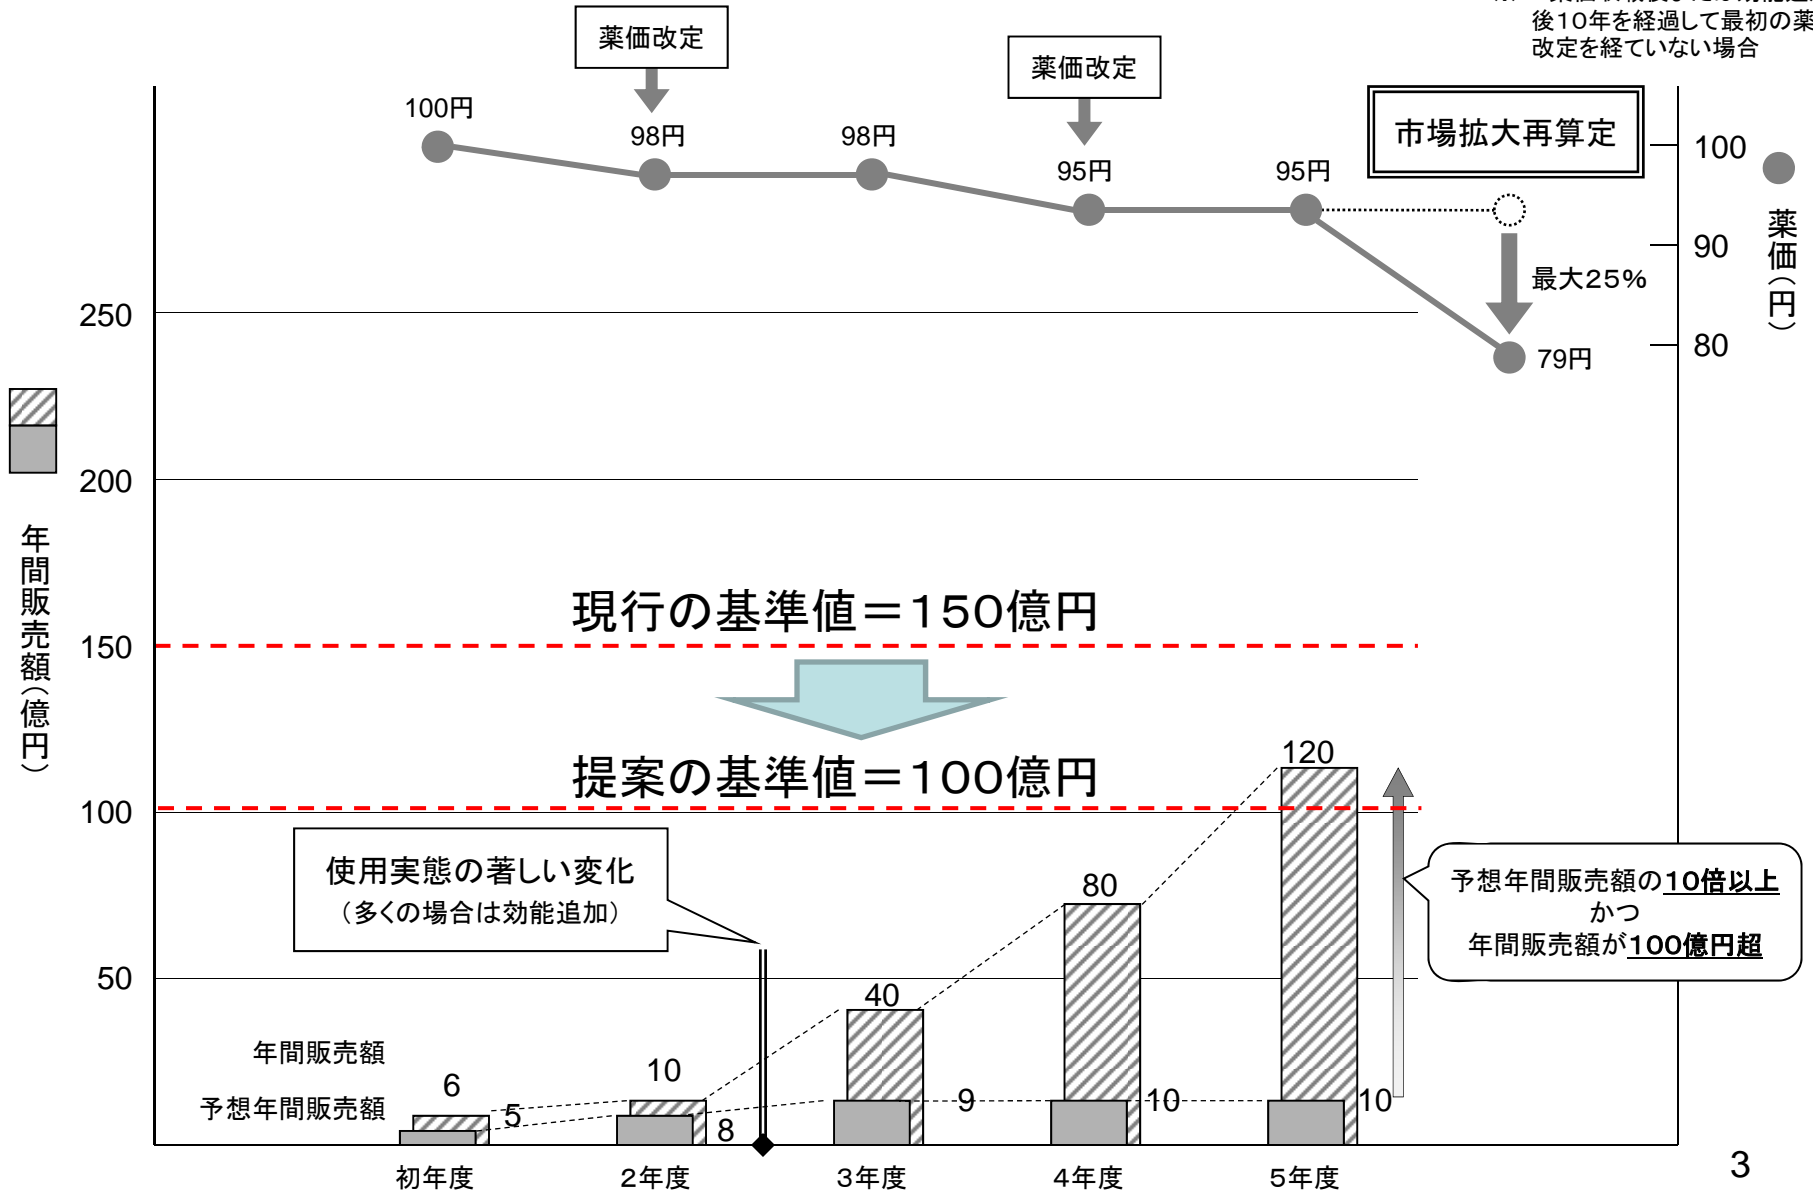 後10年を経過して最初の薬
改定を経ていない場合
薬価改定
薬価改定
市場拡大再算定
100円
98円
98円
95円
95円
最大25%
79円
100
90
80
薬価(円)
250
200
150
100
50
年間販売額(億円)
現行の基準値=150億円
提案の基準値=100億円
使用実態の著しい変化
(多くの場合は効能追加)
予想年間販売額の10倍以上
かつ
年間販売額が100億円超
年間販売額
予想年間販売額
6
5
10
8
40
9
80
10
120
10
初年度
2年度
3年度
4年度
5年度
3